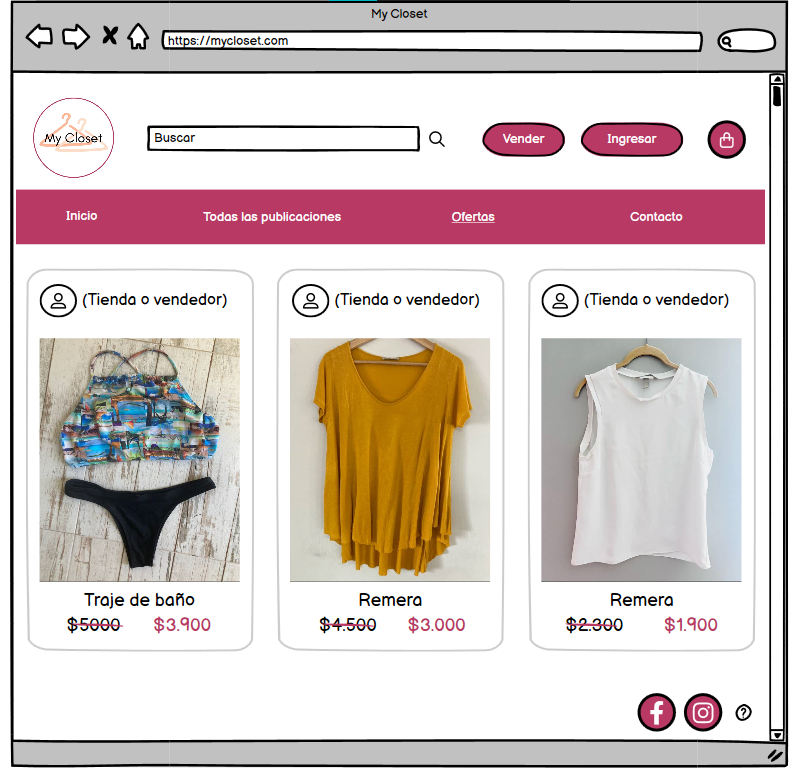 My Closet
https://mycloset.com
My Closet
Buscar
Vender
Ingresar
Inicio
Todas las publicaciones
Ofertas
Contacto
(Tienda o vendedor)
(Tienda o vendedor)
(Tienda o vendedor)
Traje de baño
$5000 $3.900
Remera
$4.500 $3.000
Remera
$2.300 $1.900
?